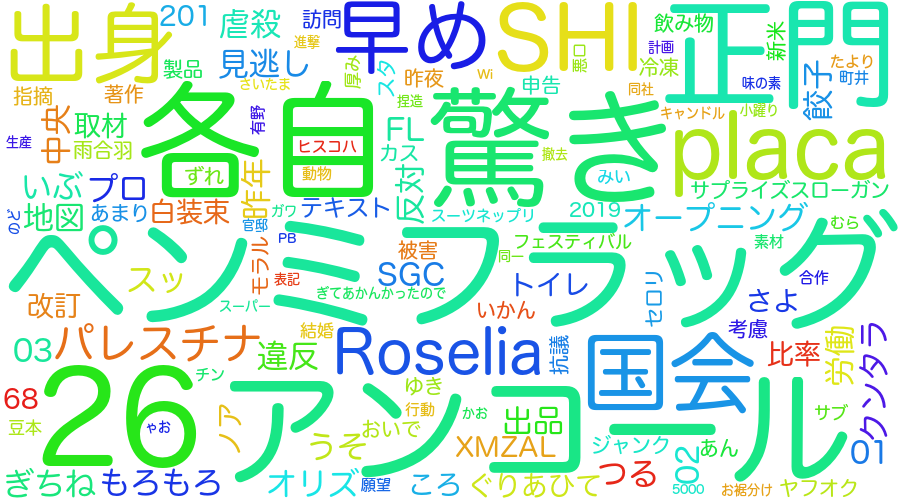 出身
201
虐殺
訪問
進撃
早め
SHI
正門
飲み物
新米
計画
悪口
見逃し
製品
さいたま
厚み
スタ
昨夜
Wi
申告
同社
冷凍
味の素
たより
町井
餃子
指摘
著作
中央
取材
雨合羽
生産
各自
有野
ヒスコハ
動物
ずれ
捏造
FL
カス
驚き
撤去
キャンドル
小躍り
placa
みい
いぶ
プロ
昨年
反対
サプライズスローガン
のど
地図
あまり
白装束
ガワ
官邸
テキスト
スーツネップリ
2019
オープニング
むら
PB
モラル
被害
フェスティバル
同一
素材
ペンミフラッグ
スッ
表記
SGC
トイレ
セロリ
合作
ぎてあかんかったので
改訂
スーパー
いかん
さよ
03
パレスチナ
結婚
違反
Roselia
抗議
国会
考慮
比率
労働
クンタラ
68
26
チン
アンコール
ゆき
行動
かお
出品
サブ
豆本
ゃお
ノア
うそ
おいで
XMZAL
ジャンク
あん
02
01
ぎちね
もろもろ
オリズ
願望
ころ
ぐりあひて
つる
5000
お裾分け
ヤフオク